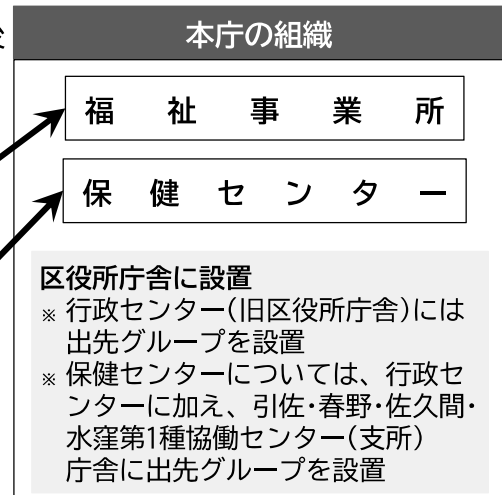 本庁の組織
福祉事業所
保健センター
区役所庁舎に設置
※ 行政センター(旧区役所庁舎)には
出先グループを設置
※ 保健センターについては、行政セ
ンターに加え、引佐・春野・佐久間・
水窪第1種協働センター(支所)
庁舎に出先グループを設置